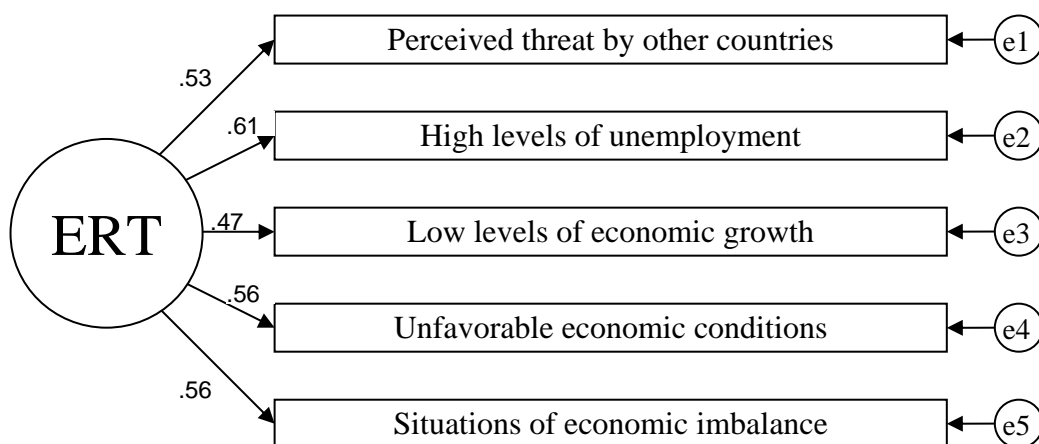 Perceived threat by other countries
e1
.53
.61
High levels of unemployment
e2
ERT
.47
Low levels of economic growth
e3
.56
Unfavorable economic conditions
e4
.56
Situations of economic imbalance
e5